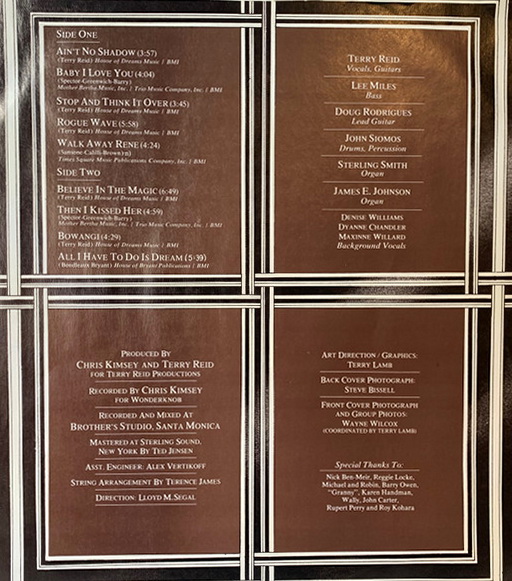 SIDE ONE
AIN'T NO SHADOW (3:57)
(Terry Reid) House of Dreams Music / BMI
BABY I LOVE YOU (4:04)
(Spector-Greenwich-Barry)
Mother Bertha Music, Inc. / Trio Music Company, Inc. / BMI
STOP AND THINK IT OVER (3:45)
(Terry Reid) House of Dreams Music / BMI
ROGUE WAVE (5:58)
(Terry Reid) House of Dreams Music / BMI
WALK AWAY RENE (4:24)
Times Square Music Publications Company, Inc. / BMI
SIDE TWO
BELIEVE IN THE MAGIC (6:49)
(Terry Reid) House of Dreams Music / BMI
THEN I KISSED HER (4:59)
(Spector-Greenwich-Barry)
Mother Bertha Music, Inc. / Trio Music Company, Inc. / BMI
BOWANGI (4:29)
(Terry Reid) House of Dreams Music / BMI
ALL I HAVE TO DO IS DREAM (5:39)
(Boudleaux Bryant) House of Bryant Publications / BMI
TERRY REID
Vocals, Guitars
LEE MILES
Bass
DOUG RODRIGUES
Lead Guitar
JOHN SIOMOS
Drums, Percussion
STERLING SMITH
Organ
JAMES E. JOHNSON
Organ
DENISE WILLIAMS
DYANNE CHANDLER
MAXINNE WILLARD
Background Vocals
PRODUCED BY
CHRIS KIMSEY AND TERRY REID
FOR TERRY REID PRODUCTIONS
RECORDED BY CHRIS KIMSEY
FOR WONDERKNOB
RECORDED AND MIXED AT
BROTHER'S STUDIO, SANTA MONICA
MASTERED AT STERLING SOUND,
NEW YORK BY TED JENSEN
ASST. ENGINEER: ALEX VERTIKOFF
STRING ARRANGEMENT BY TERENCE JAMES
DIRECTION: LLOYD M. SEGAL
ART DIRECTION / GRAPHICS:
TERRY LAMB
BACK COVER PHOTOGRAPH:
STEVE BISSELL
FRONT COVER PHOTOGRAPH
AND GROUP PHOTOS:
WAYNE WILCOX
(COORDINATED BY TERRY LAMB)
Special Thanks To:
Nick Ben-Meir, Reggie Locke,
Michael and Robin, Barry Owen,
"Granny", Karen Handman,
Wally, John Carter,
Rupert Perry and Roy Kohara